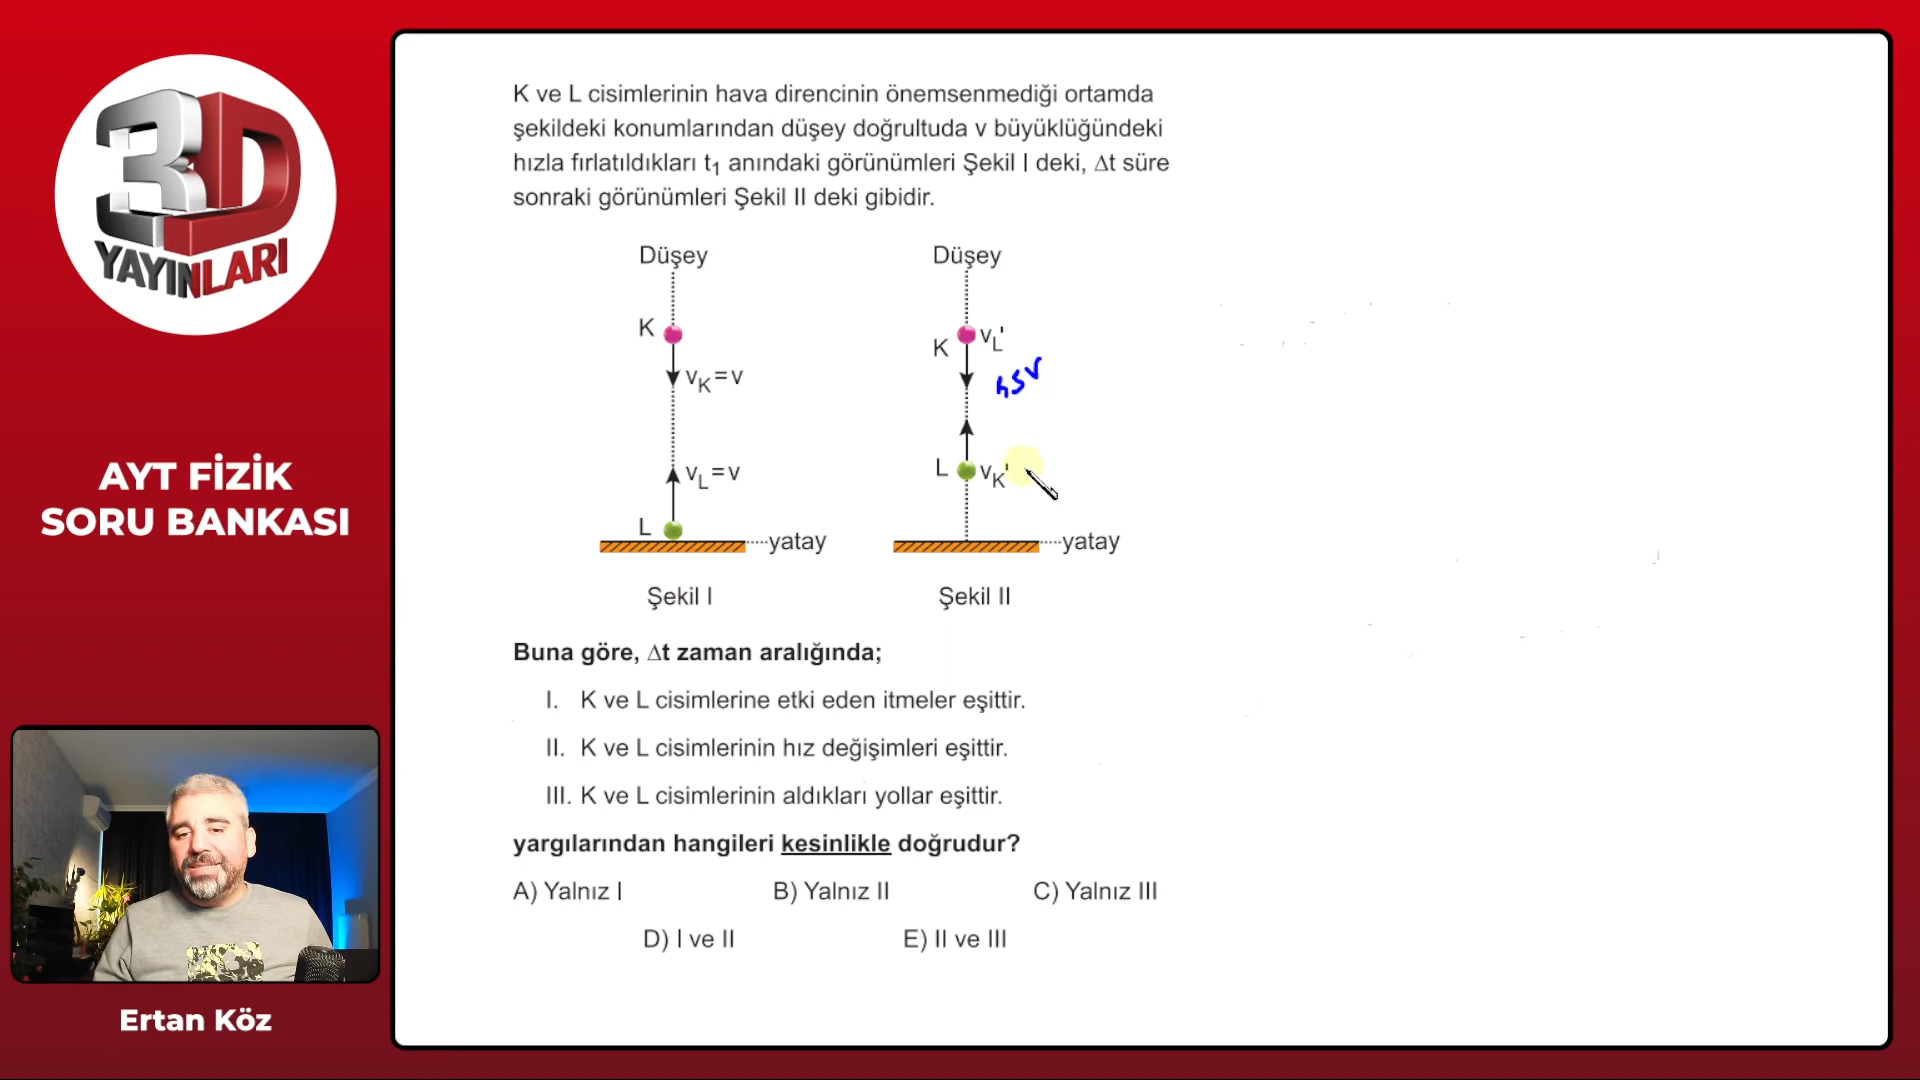 3D
YAYINLARI
AYT FİZİK
SORU BANKASI
Ertan Köz
K ve L cisimlerinin hava direncinin önemsenmediği ortamda
şekildeki konumlarından düşey doğrultuda v büyüklüğündeki
hızla fırlatıldıkları t₁ anındaki görünümleri Şekil I deki, Δt süre
sonraki görünümleri Şekil II deki gibidir.
Düşey
K
v_K = v
v_L = v
L
yatay
Şekil I
Düşey
K
v_L'
L
v_K'
yatay
Şekil II
Buna göre, Δt zaman aralığında;
I. K ve L cisimlerine etki eden itmeler eşittir.
II. K ve L cisimlerinin hız değişimleri eşittir.
III. K ve L cisimlerinin aldıkları yollar eşittir.
yargılarından hangileri kesinlikle doğrudur?
A) Yalnız I B) Yalnız II C) Yalnız III
D) I ve II E) II ve III